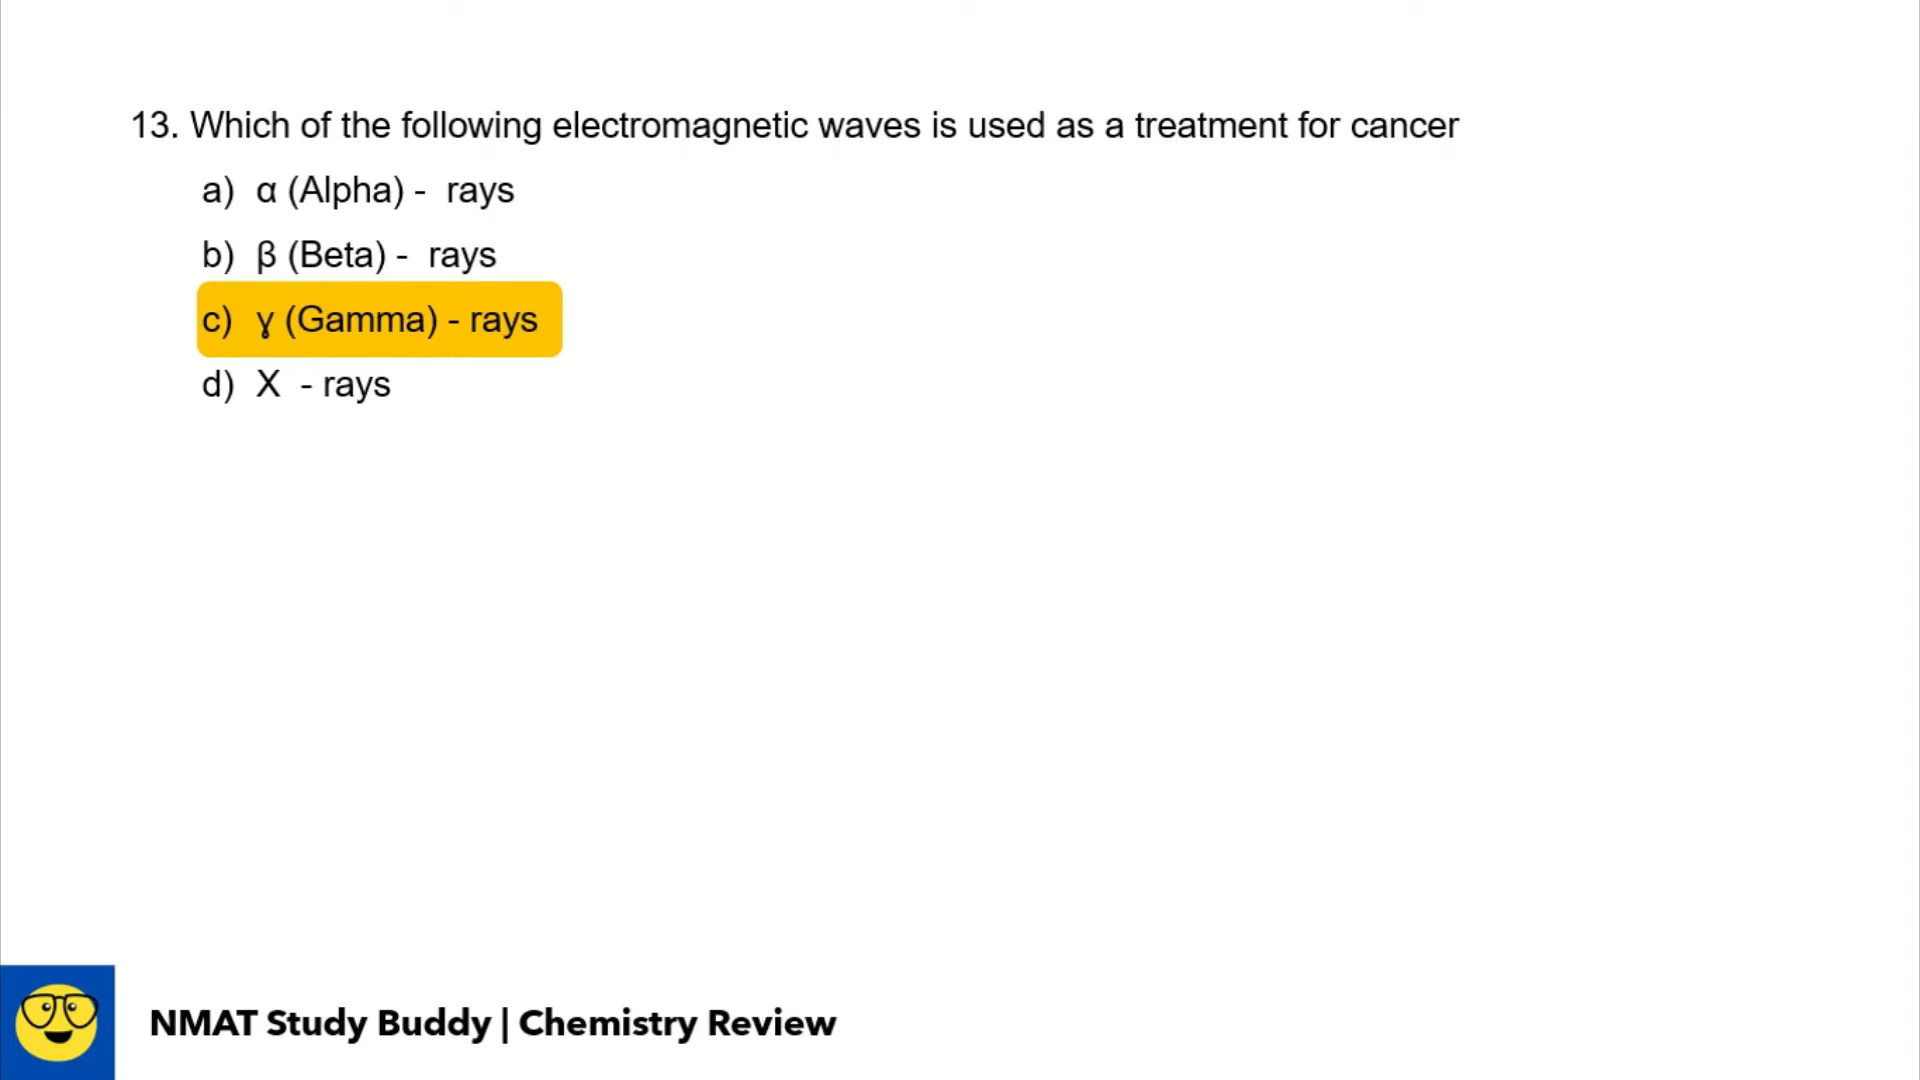 13. Which of the following electromagnetic waves is used as a treatment for cancer
a) α (Alpha) - rays
b) β (Beta) - rays
c) ɣ (Gamma) - rays
d) X - rays
NMAT Study Buddy | Chemistry Review